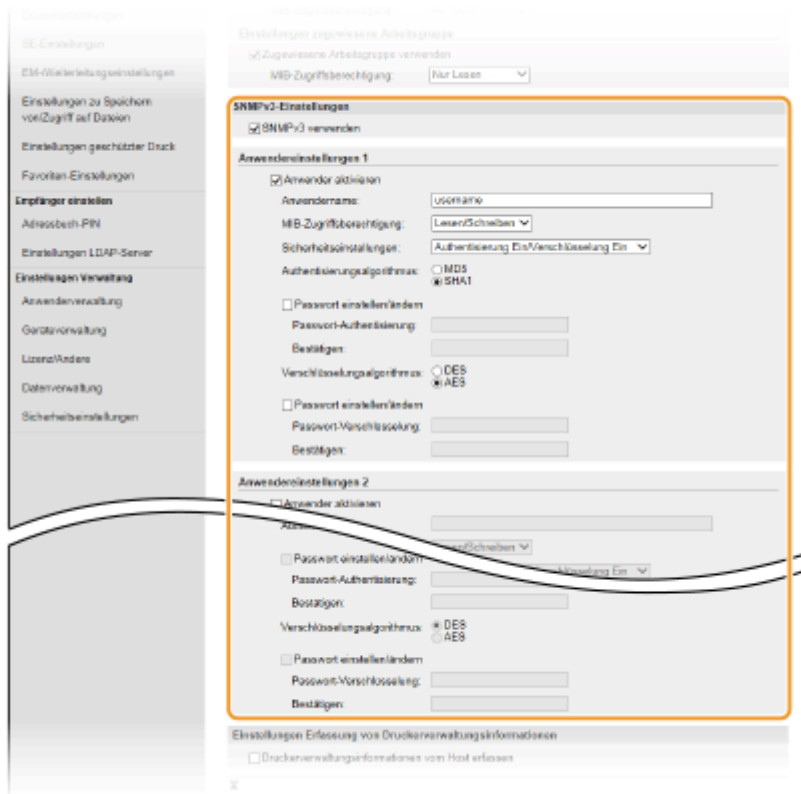 SE-Einstellungen
EM-Weiterleitungseinstellungen
Einstellungen zu Speichern
von/Zugriff auf Dateien
Einstellungen geschützter Druck
Favoriten-Einstellungen
Empfänger einstellen
Adressbuch-PIN
Einstellungen LDAP-Server
Einstellungen Verwaltung
Anwenderverwaltung
Geräteverwaltung
Lizenz/Andere
Datenverwaltung
Sicherheitseinstellungen
Einstellungen zugewiesene Arbeitsgruppe
Zugewiesene Arbeitsgruppe verwenden
MIB-Zugriffsberechtigung: Nur Lesen
SNMPv3-Einstellungen
SNMPv3 verwenden
Anwendereinstellungen 1
Anwender aktivieren
Anwendername: username
MIB-Zugriffsberechtigung: Lesen/Schreiben
Sicherheitseinstellungen: Authentisierung Ein/Verschlüsselung Ein
Authentisierungsalgorithmus: MD5
SHA1
Passwort einstellen/ändern
Passwort-Authentisierung:
Bestätigen:
Verschlüsselungsalgorithmus: DES
AES
Passwort einstellen/ändern
Passwort-Verschlüsselung:
Bestätigen:
Anwendereinstellungen 2
Anwender aktivieren
Lesen/Schreiben
Passwort einstellen/ändern
Passwort-Authentisierung:
Bestätigen:
Verschlüsselungsalgorithmus: DES
AES
Passwort einstellen/ändern
Passwort-Verschlüsselung:
Bestätigen:
Einstellungen Erfassung von Druckerverwaltungsinformationen
Druckerverwaltungsinformationen vom Host erfassen